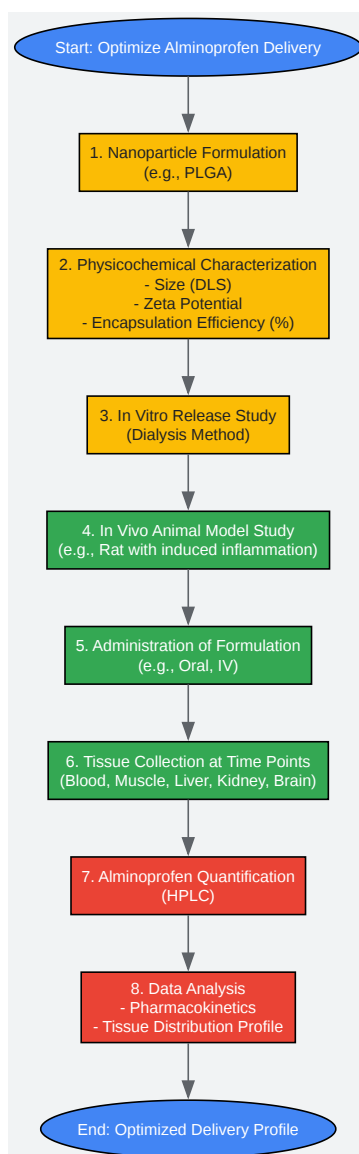 Start: Optimize Alminoprofen Delivery
1. Nanoparticle Formulation
(e.g., PLGA)
2. Physicochemical Characterization
- Size (DLS)
- Zeta Potential
- Encapsulation Efficiency (%)
3. In Vitro Release Study
(Dialysis Method)
4. In Vivo Animal Model Study
(e.g., Rat with induced inflammation)
5. Administration of Formulation
(e.g., Oral, IV)
6. Tissue Collection at Time Points
(Blood, Muscle, Liver, Kidney, Brain)
7. Alminoprofen Quantification
(HPLC)
8. Data Analysis
- Pharmacokinetics
- Tissue Distribution Profile
End: Optimized Delivery Profile